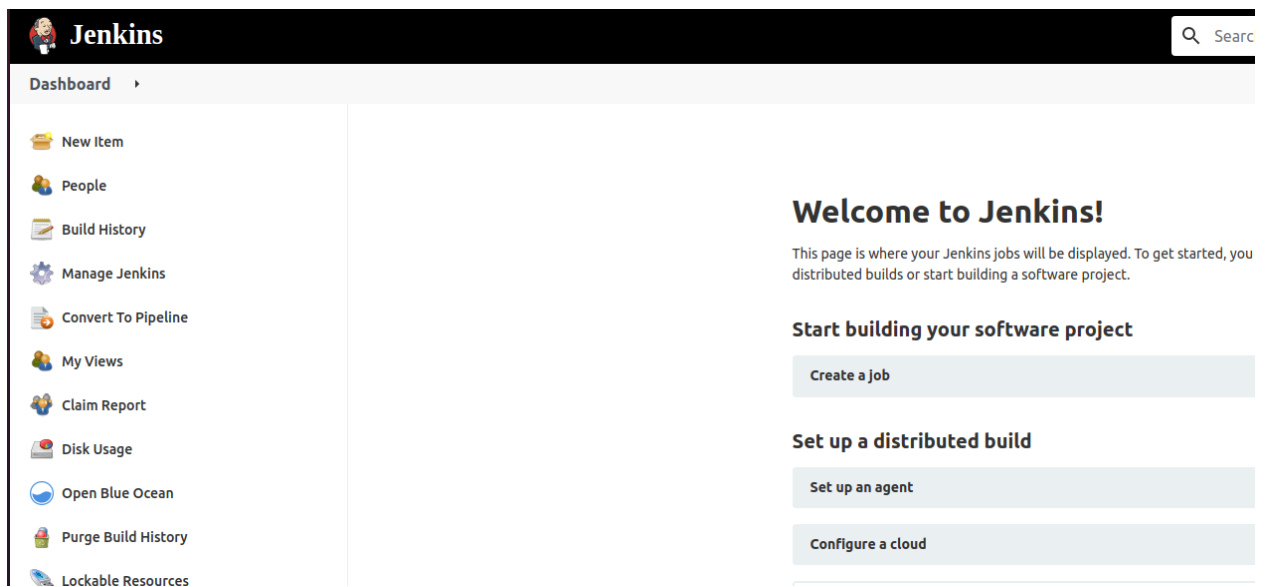 Jenkins
Dashboard
New Item
People
Build History
Manage Jenkins
Convert To Pipeline
My Views
Claim Report
Disk Usage
Open Blue Ocean
Purge Build History
Lockable Resources
Searc
Welcome to Jenkins!
This page is where your Jenkins jobs will be displayed. To get started, you
distributed builds or start building a software project.
Start building your software project
Create a job
Set up a distributed build
Set up an agent
Configure a cloud